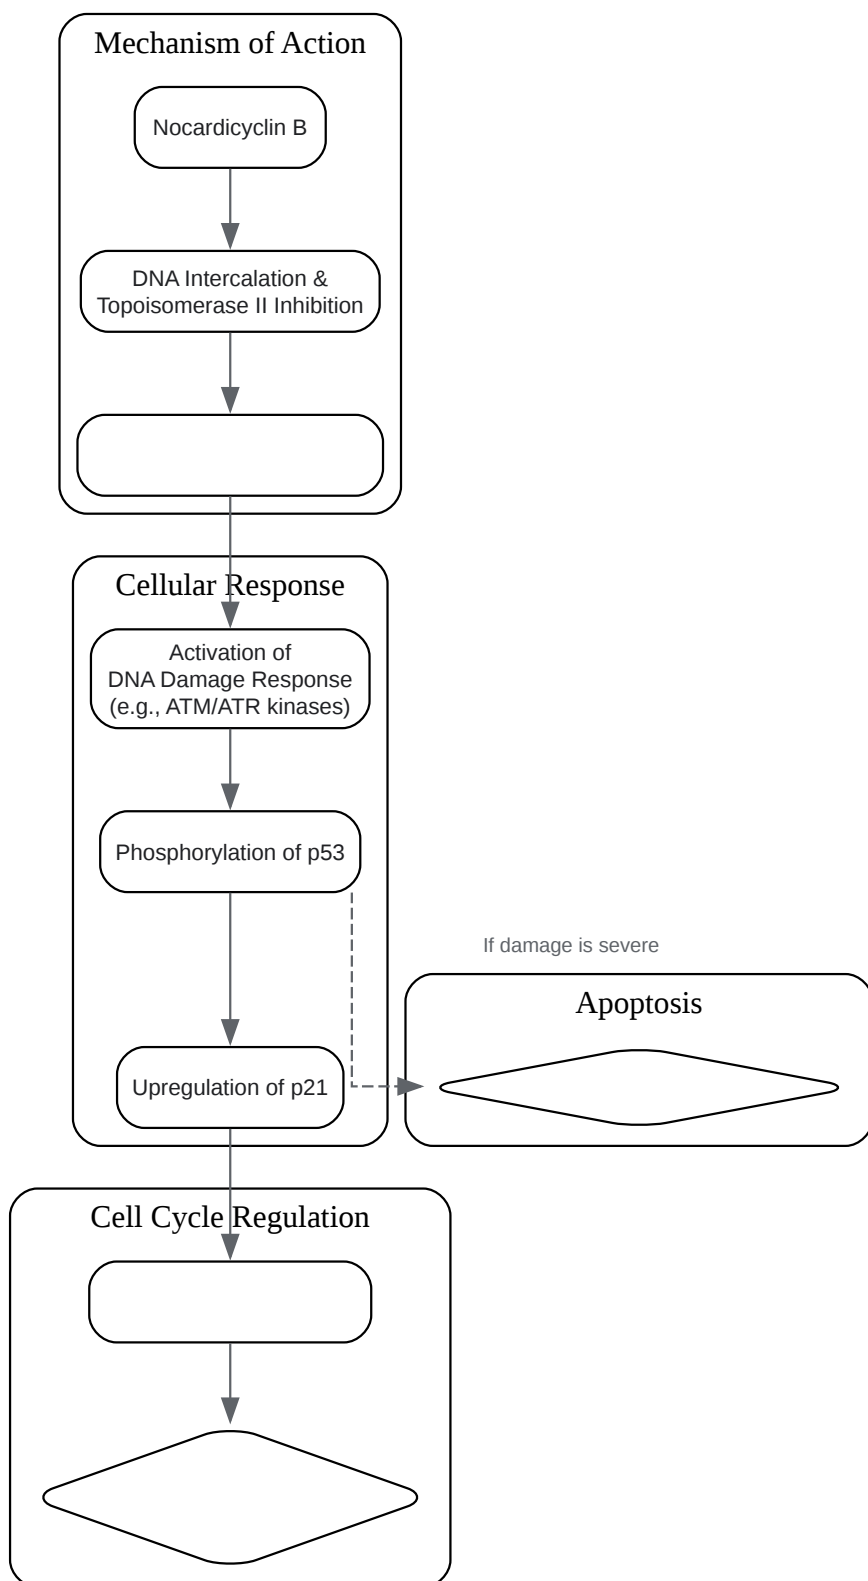 Mechanism of Action
Nocardicyclin B
DNA Intercalation &
Topoisomerase II Inhibition
Cellular Response
Activation of
DNA Damage Response
(e.g., ATM/ATR kinases)
Phosphorylation of p53
If damage is severe
Apoptosis
Upregulation of p21
Cell Cycle Regulation